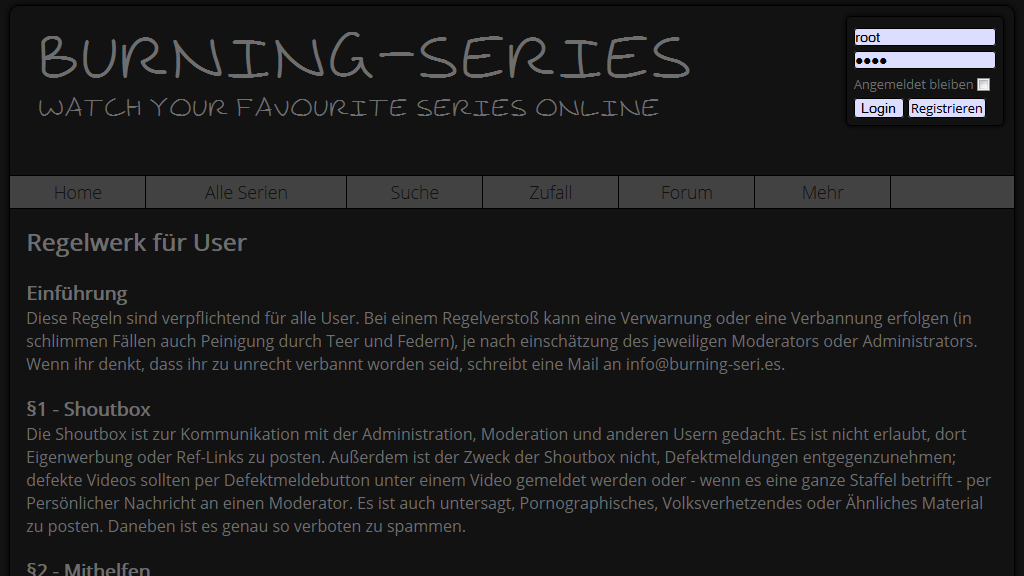 BURNING-SERIES
WATCH YOUR FAVOURITE SERIES ONLINE
root
••••
Angemeldet bleiben
Login Registrieren
Home Alle Serien Suche Zufall Forum Mehr
Regelwerk für User
Einführung
Diese Regeln sind verpflichtend für alle User. Bei einem Regelverstoß kann eine Verwarnung oder eine Verbannung erfolgen (in
schlimmen Fällen auch Peinigung durch Teer und Federn), je nach einschätzung des jeweiligen Moderators oder Administrators.
Wenn ihr denkt, dass ihr zu unrecht verbannt worden seid, schreibt eine Mail an info@burning-seri.es.
§1 - Shoutbox
Die Shoutbox ist zur Kommunikation mit der Administration, Moderation und anderen Usern gedacht. Es ist nicht erlaubt, dort
Eigenwerbung oder Ref-Links zu posten. Außerdem ist der Zweck der Shoutbox nicht, Defektmeldungen entgegenzunehmen;
defekte Videos sollten per Defektmeldebutton unter einem Video gemeldet werden oder - wenn es eine ganze Staffel betrifft - per
Persönlicher Nachricht an einen Moderator. Es ist auch untersagt, Pornographisches, Volksverhetzendes oder Ähnliches Material
zu posten. Daneben ist es genau so verboten zu spammen.
§2 - Mithelfen